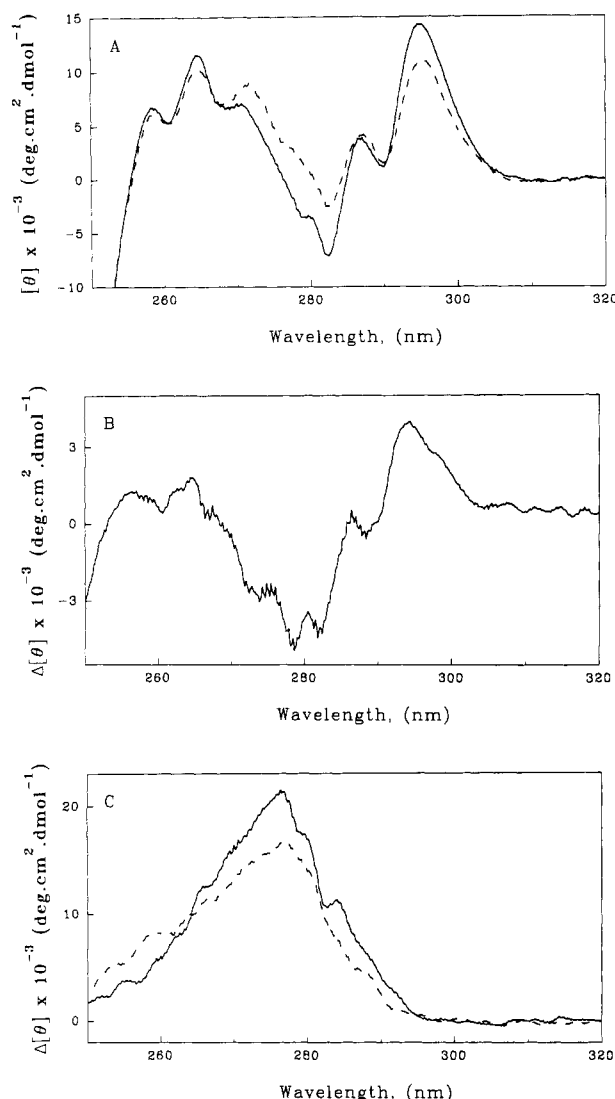 A
15
10
5
0
-5
-10
260
280
300
320
[θ] x 10⁻³ (deg.cm².dmol⁻¹)
Wavelength, (nm)
B
3
0
-3
260
280
300
320
Δ[θ] x 10⁻³ (deg.cm².dmol⁻¹)
Wavelength, (nm)
C
20
10
0
260
280
300
320
Δ[θ] x 10⁻³ (deg.cm².dmol⁻¹)
Wavelength, (nm)